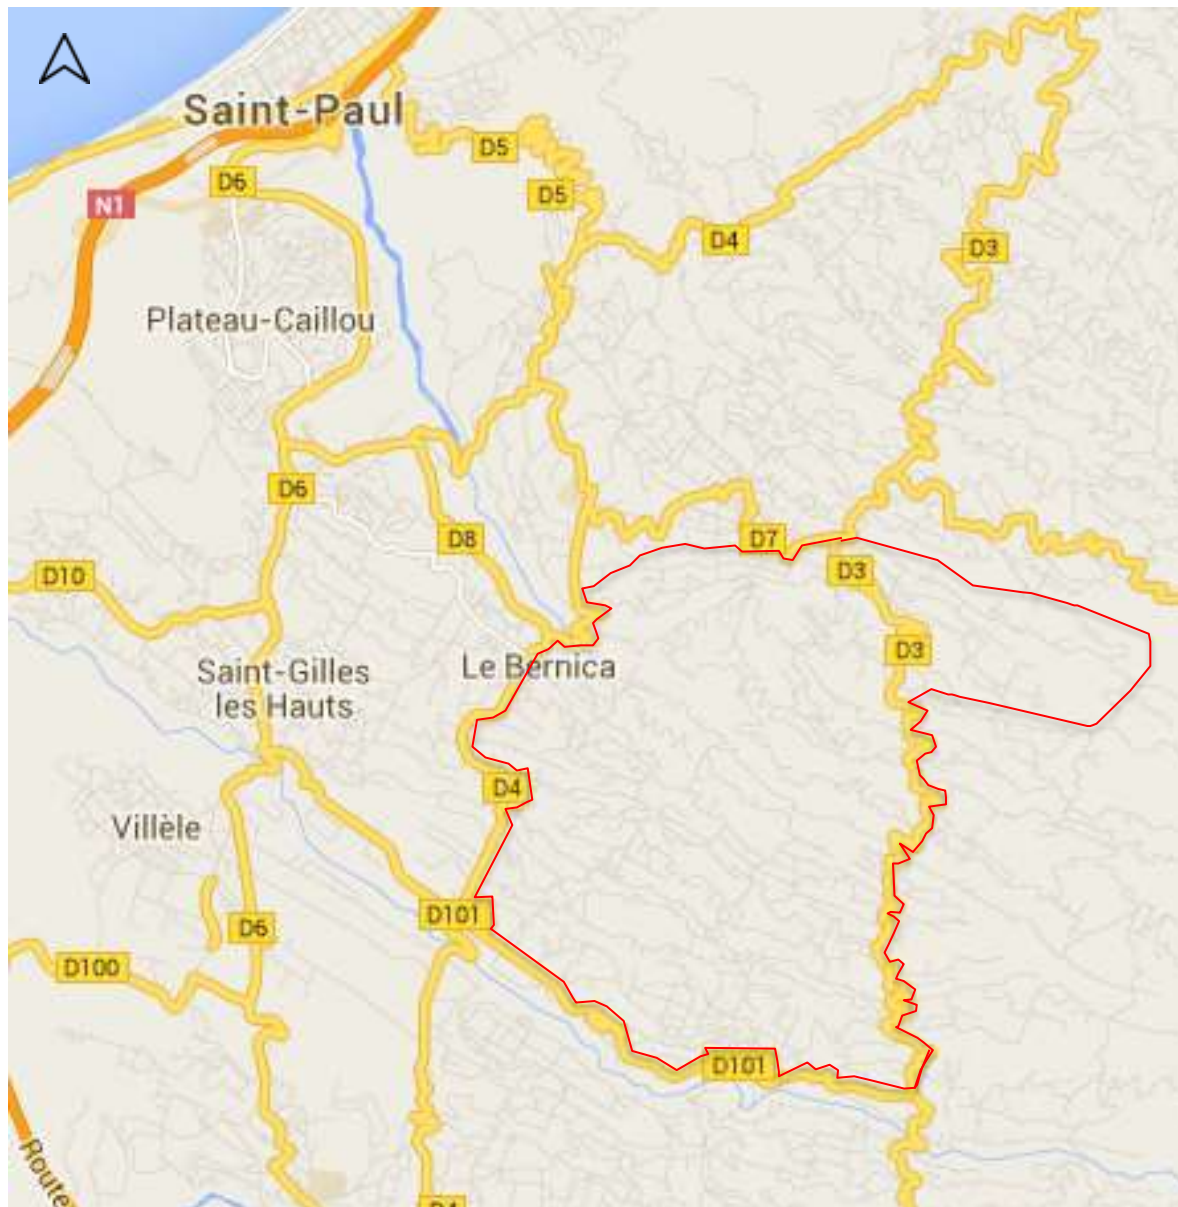 Saint-Paul
D5
D6
D5
N1
D4
D3
Plateau-Caillou
D6
D8
D7
D10
D3
D3
Le Bernica
Saint-Gilles
les Hauts
D4
Villèle
D101
D6
D100
D101
Route